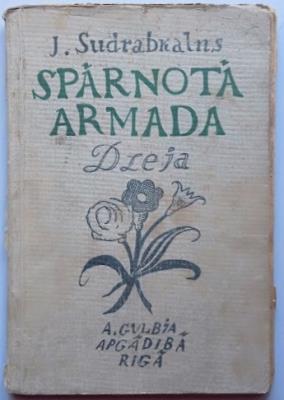 J. Sudrabkalns
SPĀRNOTĀ
ARMADA
Dzeja
A. GULBJA
APGĀDIBĀ
RIGĀ